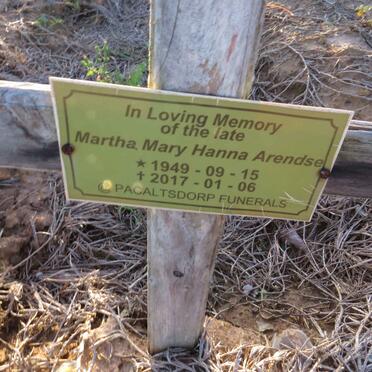 In Loving Memory
of the late
Martha Mary Hanna Arendse
★ 1949 - 09 - 15
✝ 2017 - 01 - 06
© PACALTSDORP FUNERALS